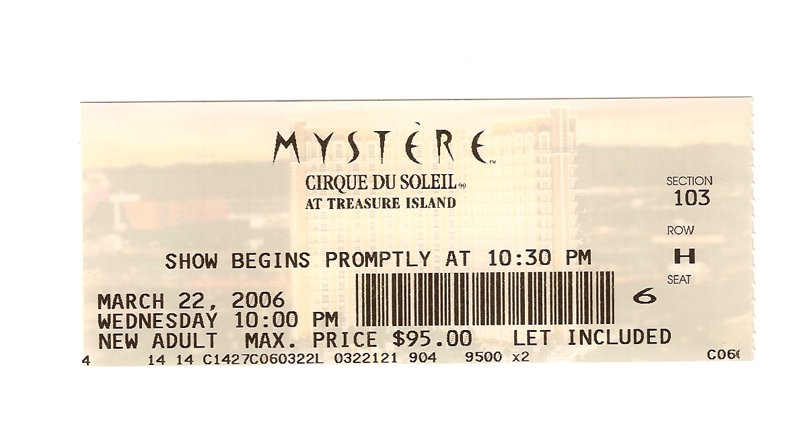 MYSTÈRE™
CIRQUE DU SOLEIL®
AT TREASURE ISLAND
SECTION
103
ROW
H
SEAT
6
SHOW BEGINS PROMPTLY AT 10:30 PM
MARCH 22, 2006
WEDNESDAY 10:00 PM
NEW ADULT MAX. PRICE $95.00 LET INCLUDED
4 14 14 C1427C060322L 0322121 904 9500 x2 C06